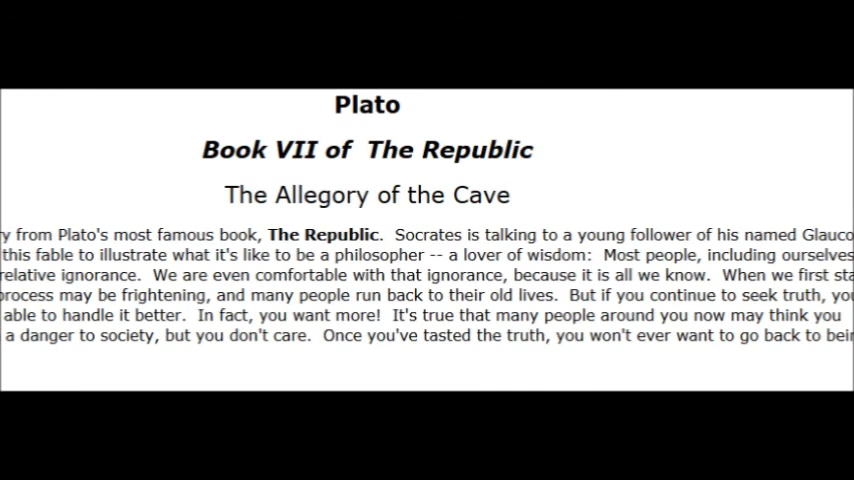 Plato
Book VII of The Republic
The Allegory of the Cave
y from Plato's most famous book, The Republic. Socrates is talking to a young follower of his named Glauco
this fable to illustrate what it's like to be a philosopher -- a lover of wisdom: Most people, including ourselves
relative ignorance. We are even comfortable with that ignorance, because it is all we know. When we first sta
process may be frightening, and many people run back to their old lives. But if you continue to seek truth, you
able to handle it better. In fact, you want more! It's true that many people around you now may think you
a danger to society, but you don't care. Once you've tasted the truth, you won't ever want to go back to bein